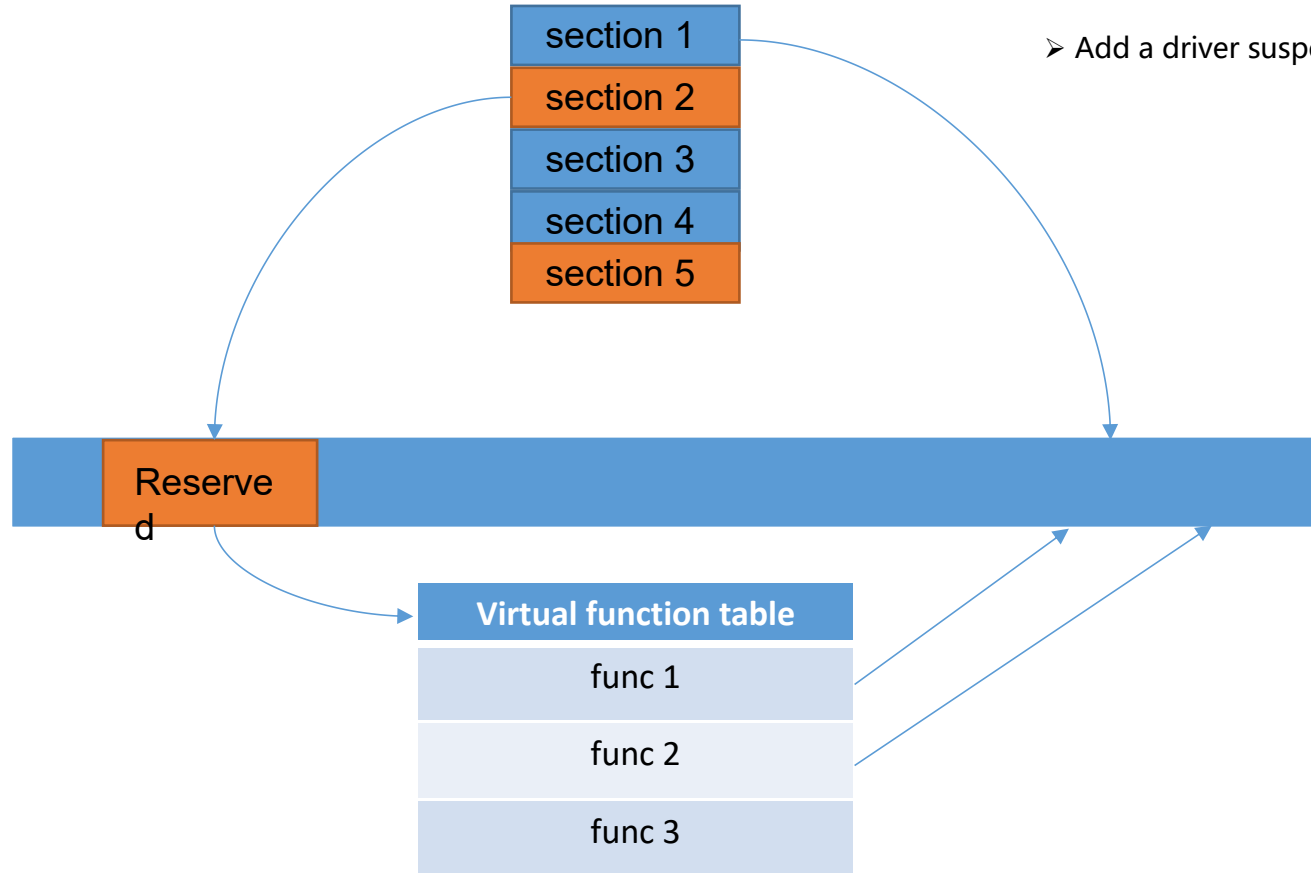 section 1
➢ Add a driver
section 2
section 3
section 4
section 5
Reserve
d
Virtual function table
func 1
func 2
func 3